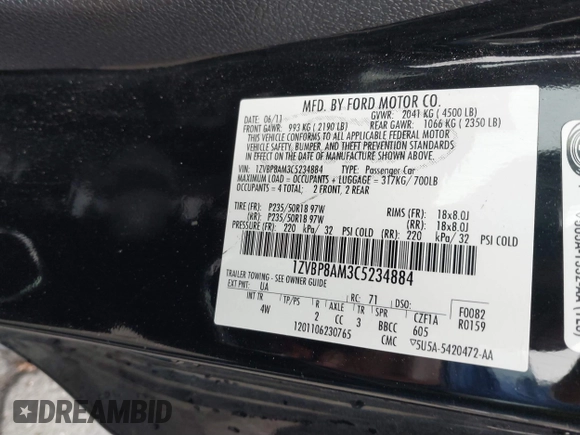 MFD. BY FORD MOTOR CO.
DATE: 06/11 GVWR: 2041 KG ( 4500 LB)
FRONT GAWR: 993 KG ( 2190 LB) REAR GAWR: 1066 KG ( 2350 LB)
THIS VEHICLE CONFORMS TO ALL APPLICABLE FEDERAL MOTOR
VEHICLE SAFETY, BUMPER, AND THEFT PREVENTION STANDARDS
IN EFFECT ON THE DATE OF MANUFACTURE SHOWN ABOVE.
VIN: 1ZVBP8AM3C5234884 TYPE: Passenger Car
MAXIMUM LOAD = OCCUPANTS + LUGGAGE = 317KG/ 700LB
OCCUPANTS = 4 TOTAL: 2 FRONT, 2 REAR
TIRE (FR): P235/50R18 97W RIMS (FR): 18x8.0J
(RR): P235/50R18 97W (RR): 18x8.0J
PRESSURE (FR): 220 kPa/ 32 PSI COLD (RR): 220 kPa/ 32 PSI COLD
1ZVBP8AM3C5234884
TRAILER TOWING - SEE OWNER GUIDE
EXT PNT: UA RC: 71 DSO:
INT TR TP/PS R AXLE TR SPR CZF1A F0082
4W 2 CC 3 BBCC 605 R0159
1201106230765 CMC 5U5A-5420472-AA
DREAMBID